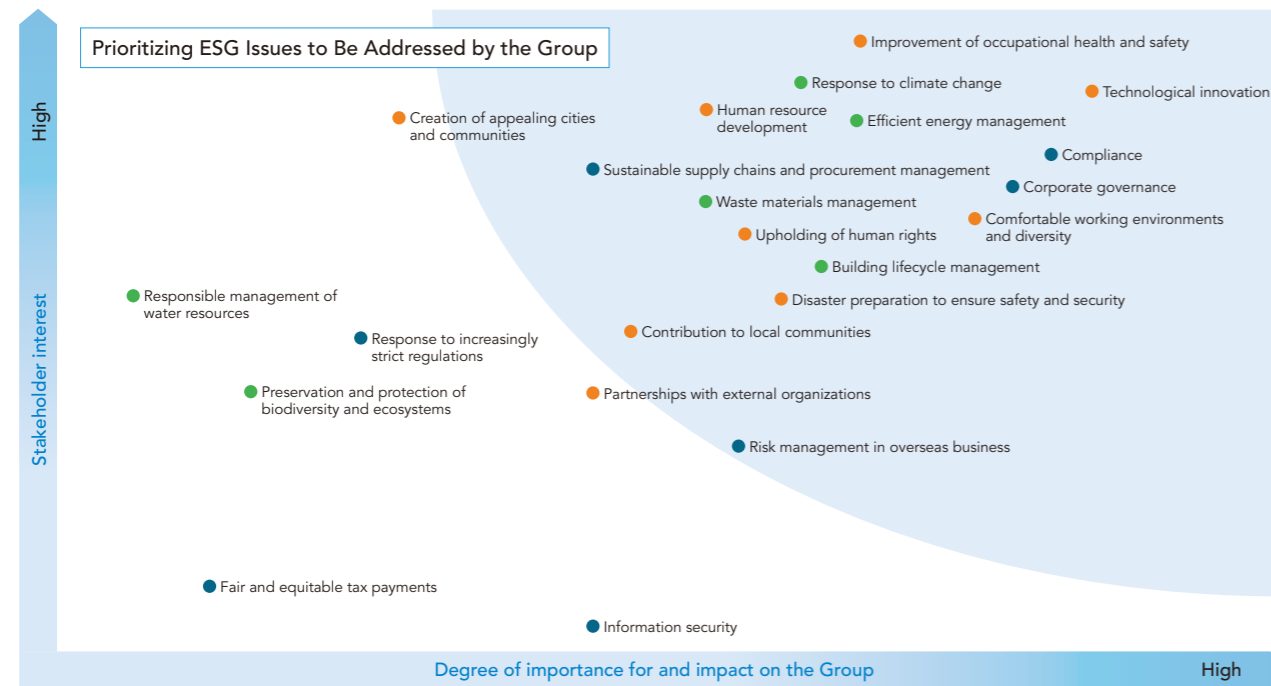 Prioritizing ESG Issues to Be Addressed by the Group
High
Stakeholder interest
Improvement of occupational health and safety
Response to climate change
Technological innovation
Human resource
development
Creation of appealing cities
and communities
Efficient energy management
Compliance
Sustainable supply chains and procurement management
Corporate governance
Waste materials management
Comfortable working environments
and diversity
Upholding of human rights
Building lifecycle management
Responsible management of
water resources
Disaster preparation to ensure safety and security
Contribution to local communities
Response to increasingly
strict regulations
Preservation and protection of
biodiversity and ecosystems
Partnerships with external organizations
Risk management in overseas business
Fair and equitable tax payments
Information security
Degree of importance for and impact on the Group
High